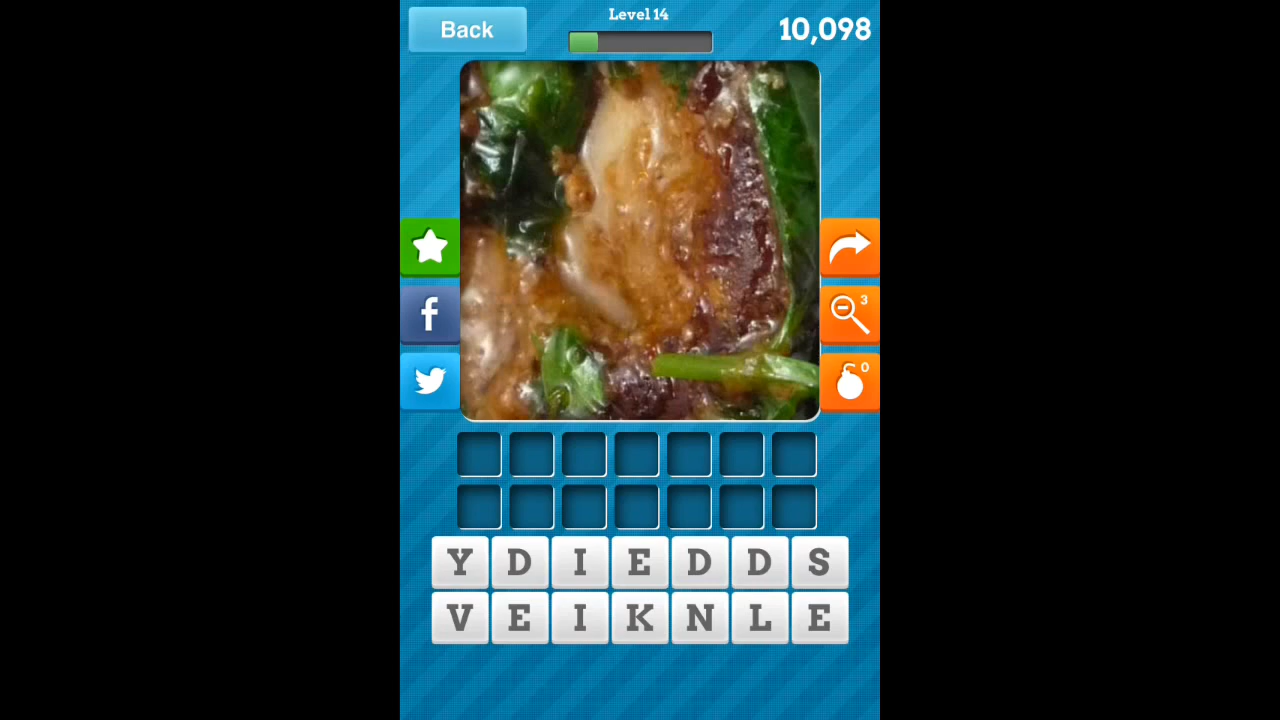 Level 14
Back
10,098
f
3
0
Y D I E D D S
V E I K N L E